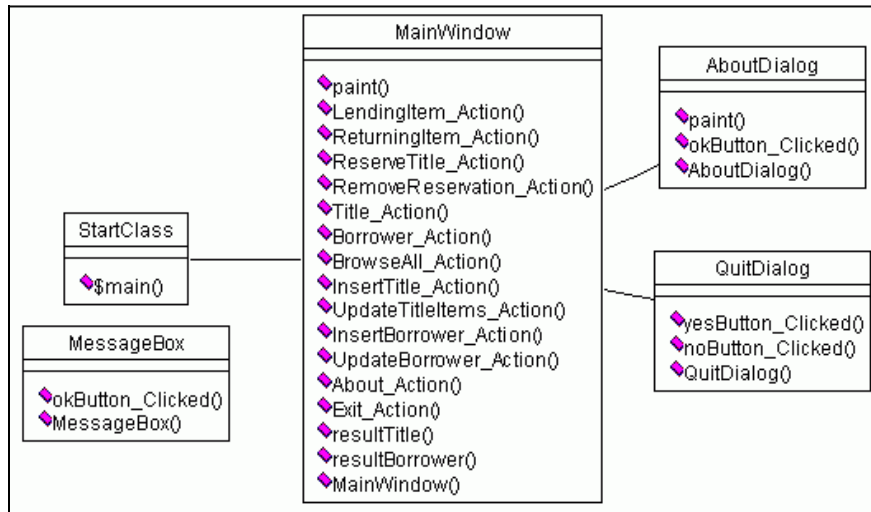 MainWindow
paint()
LendingItem_Action()
ReturningItem_Action()
ReserveTitle_Action()
RemoveReservation_Action()
Title_Action()
Borrower_Action()
BrowseAll_Action()
InsertTitle_Action()
UpdateTitleItems_Action()
InsertBorrower_Action()
UpdateBorrower_Action()
About_Action()
Exit_Action()
resultTitle()
resultBorrower()
MainWindow()
AboutDialog
paint()
okButton_Clicked()
AboutDialog()
StartClass
$main()
QuitDialog
yesButton_Clicked()
noButton_Clicked()
QuitDialog()
MessageBox
okButton_Clicked()
MessageBox()